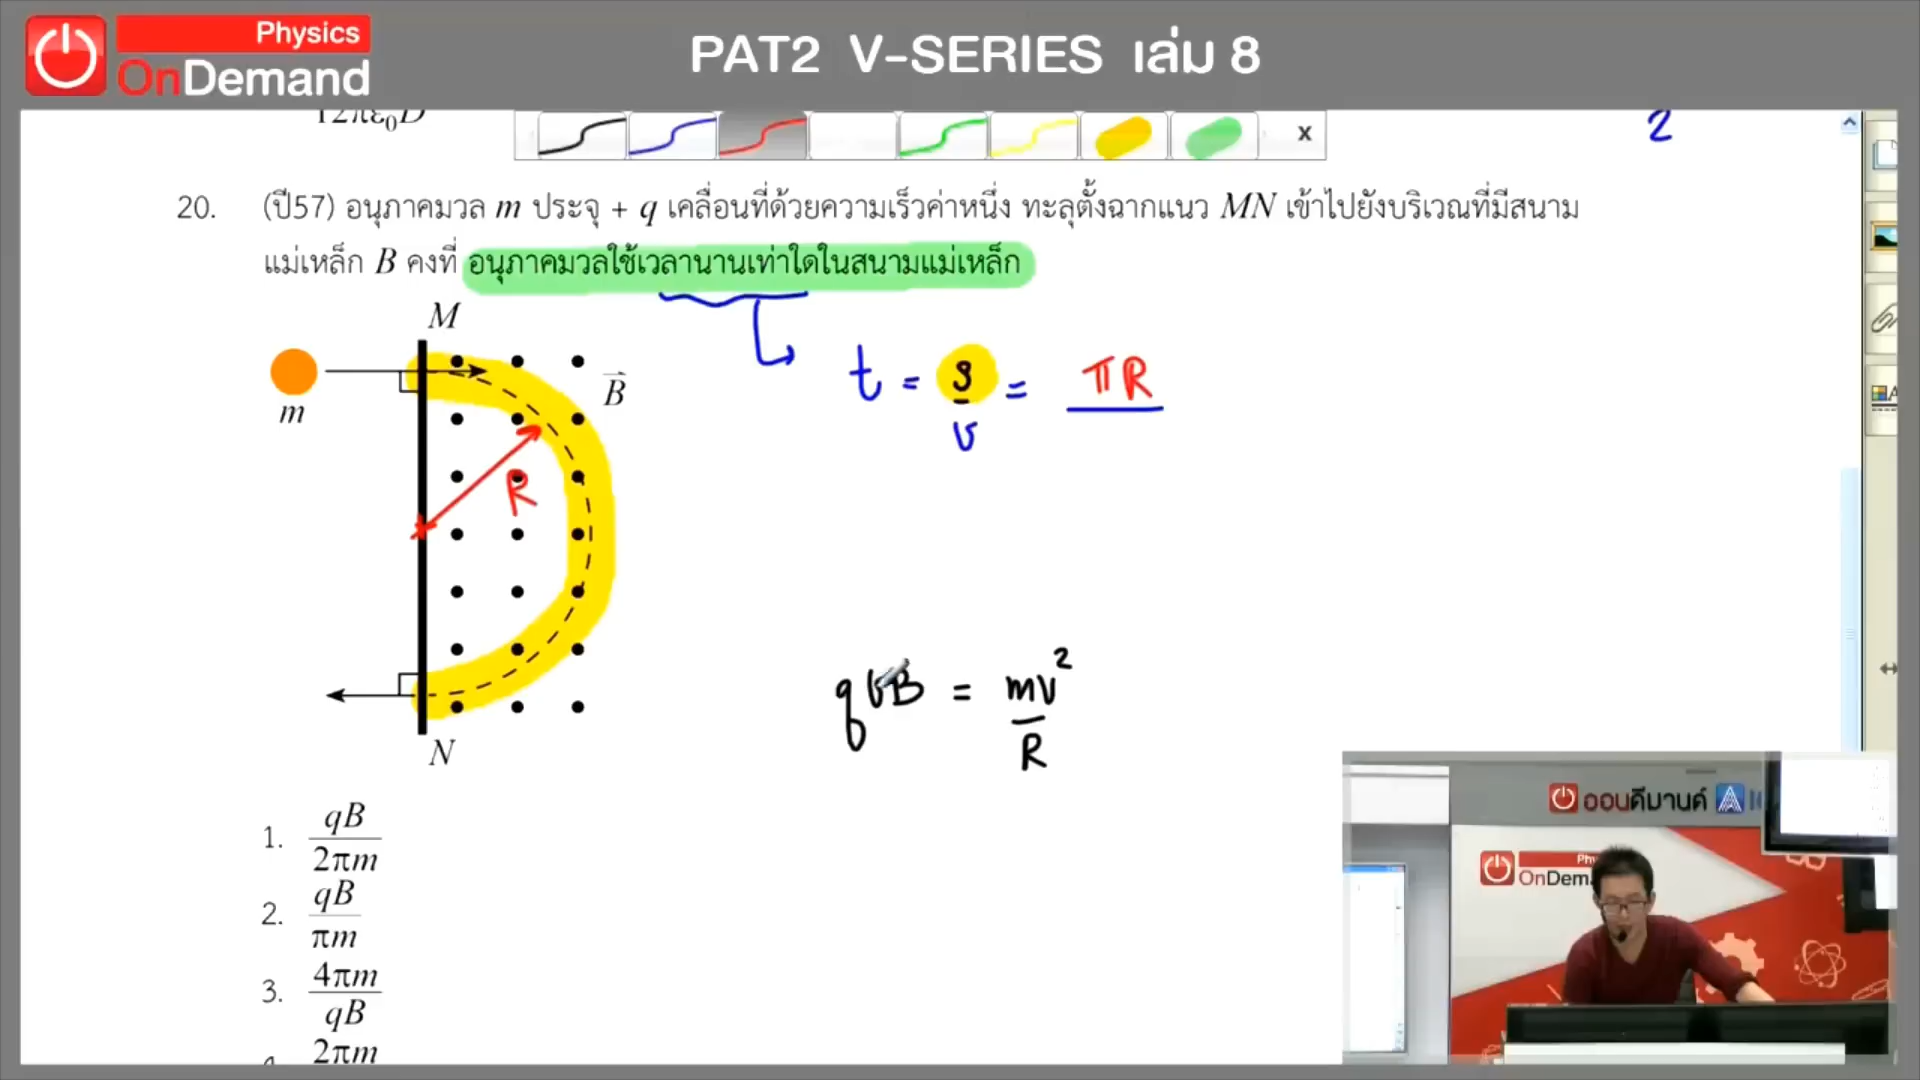 Physics
OnDemand
PAT2 V-SERIES เล่ม 8
12πε₀D
2
x
20. (ปี57) อนุภาคมวล m ประจุ + q เคลื่อนที่ด้วยความเร็วค่าหนึ่ง ทะลุตั้งฉากแนว MN เข้าไปยังบริเวณที่มีสนาม
แม่เหล็ก B คงที่ อนุภาคมวลใช้เวลานานเท่าใดในสนามแม่เหล็ก
M
m
B
R
N
t = s/v = πR
qvB = mv²/R
1. qB/2πm
2. qB/πm
3. 4πm/qB
2πm
ออนดีมานด์
OnDem